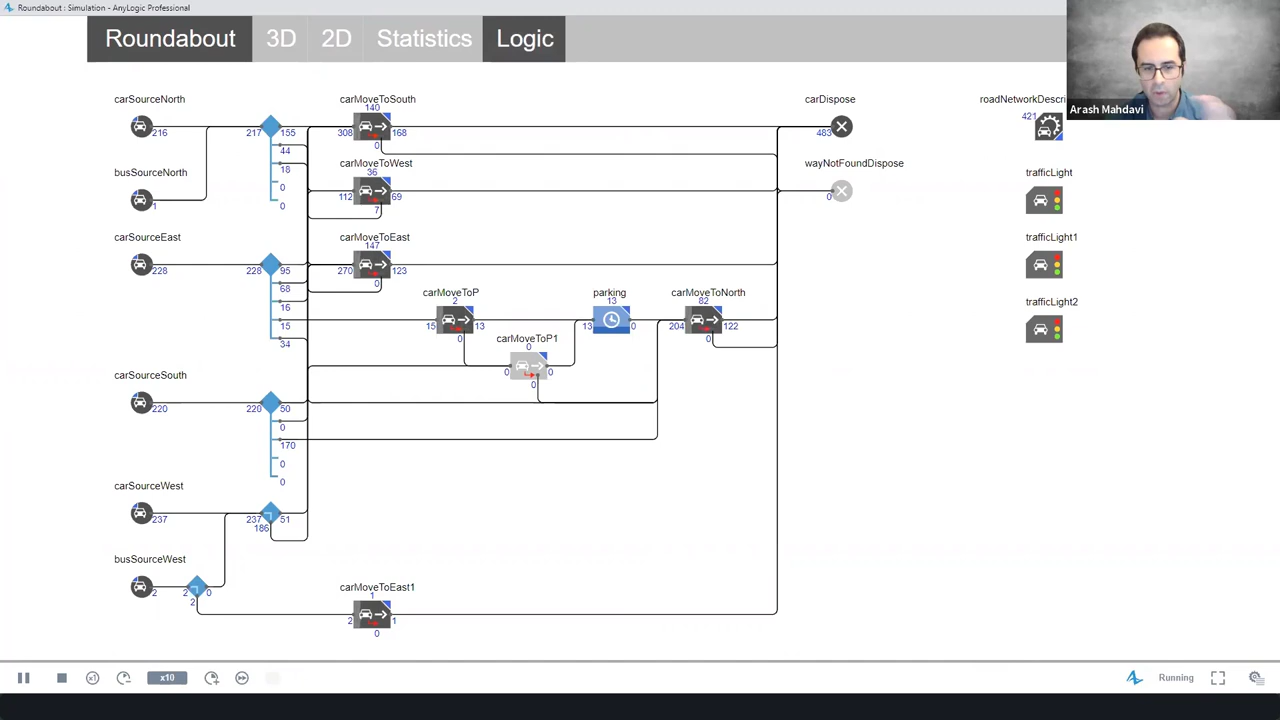 Roundabout : Simulation - AnyLogic Professional
Roundabout 3D 2D Statistics Logic
Arash Mahdavi
carSourceNorth
216
217 155
44
18
0
0
busSourceNorth
1
carMoveToSouth
140
308 168
0
carMoveToWest
36
112 69
7
carDispose
483
wayNotFoundDispose
0
roadNetworkDescri
421
trafficLight
trafficLight1
trafficLight2
carSourceEast
228
228 95
68
16
15
34
carMoveToEast
147
270 123
0
carMoveToP
2
15 13
0
carMoveToP1
0
0 0
0
parking
13
13 0
carMoveToNorth
82
204 122
0
carSourceSouth
220
220 50
0
170
0
0
carSourceWest
237
237 51
186
busSourceWest
2
2 0
2
carMoveToEast1
1
2 1
0
x1
x10
Running